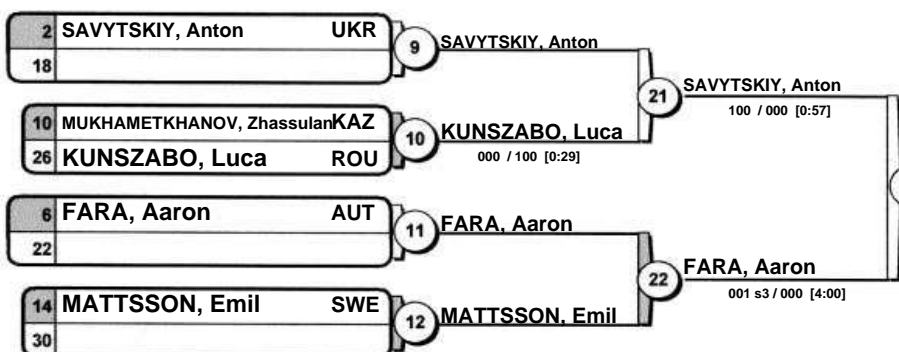 2 SAVYTSKIY, Anton UKR
18
9 SAVYTSKIY, Anton
10 MUKHAMETKHANOV, Zhassulan KAZ
26 KUNSZABO, Luca ROU
10 KUNSZABO, Luca
000 / 100 [0:29]
21 SAVYTSKIY, Anton
100 / 000 [0:57]
6 FARA, Aaron AUT
22
11 FARA, Aaron
14 MATTSSON, Emil SWE
30
12 MATTSSON, Emil
22 FARA, Aaron
001 s3 / 000 [4:00]